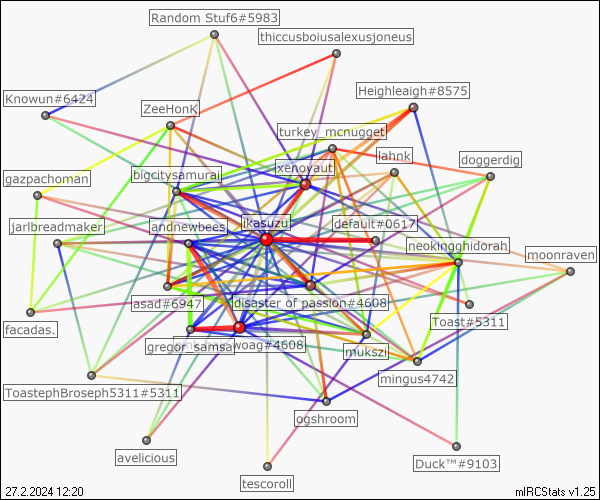 Random Stuf6#5983
thiccusboiusalexusjoneus
Knowun#6424
Heighleaigh#8575
ZeeHonK
turkey_mcnugget
lahnk
doggerdig
gazpachoman
bigcitysamurai
xenoyaut
jarlbreadmaker
andnewbees
ikasuzu
default#0617
neokingghidorah
moonraven
asad#6947
disaster of passion#4608
Toast#5311
facadas.
gregor_samsa
woag#4608
mukszi
mingus4742
ToastephBroseph5311#5311
ogshroom
avelicious
Duck™#9103
tescoroll
27.2.2024 12:20
mIRCStats v1.25